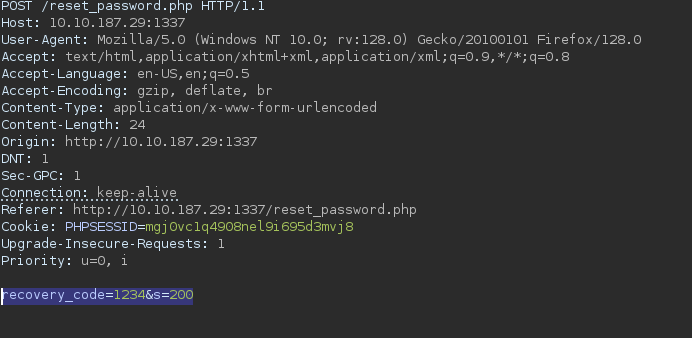 POST /reset_password.php HTTP/1.1
Host: 10.10.187.29:1337
User-Agent: Mozilla/5.0 (Windows NT 10.0; rv:128.0) Gecko/20100101 Firefox/128.0
Accept: text/html,application/xhtml+xml,application/xml;q=0.9,*/*;q=0.8
Accept-Language: en-US,en;q=0.5
Accept-Encoding: gzip, deflate, br
Content-Type: application/x-www-form-urlencoded
Content-Length: 24
Origin: http://10.10.187.29:1337
DNT: 1
Sec-GPC: 1
Connection: keep-alive
Referer: http://10.10.187.29:1337/reset_password.php
Cookie: PHPSESSID=mgj0vc1q4908nel9i695d3mvj8
Upgrade-Insecure-Requests: 1
Priority: u=0, i
recovery_code=1234&s=200